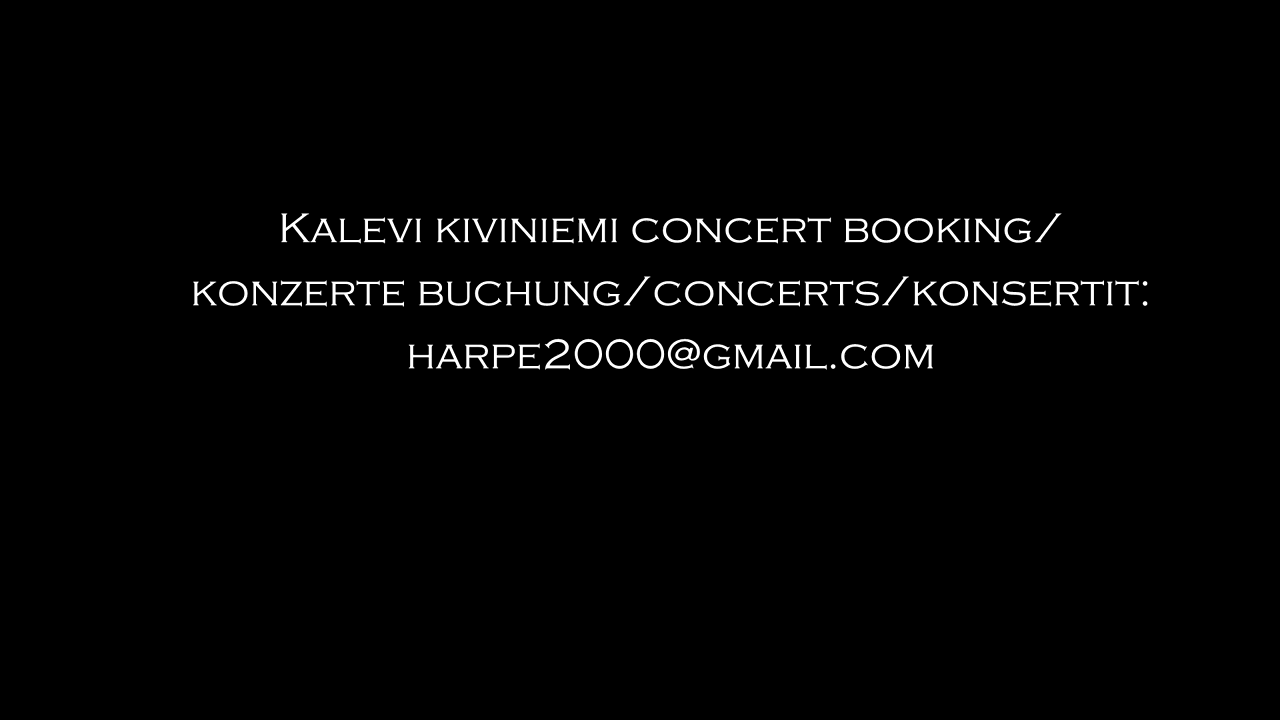 Kalevi kiviniemi concert booking/
konzerte buchung/concerts/konsertit:
harpe2000@gmail.com